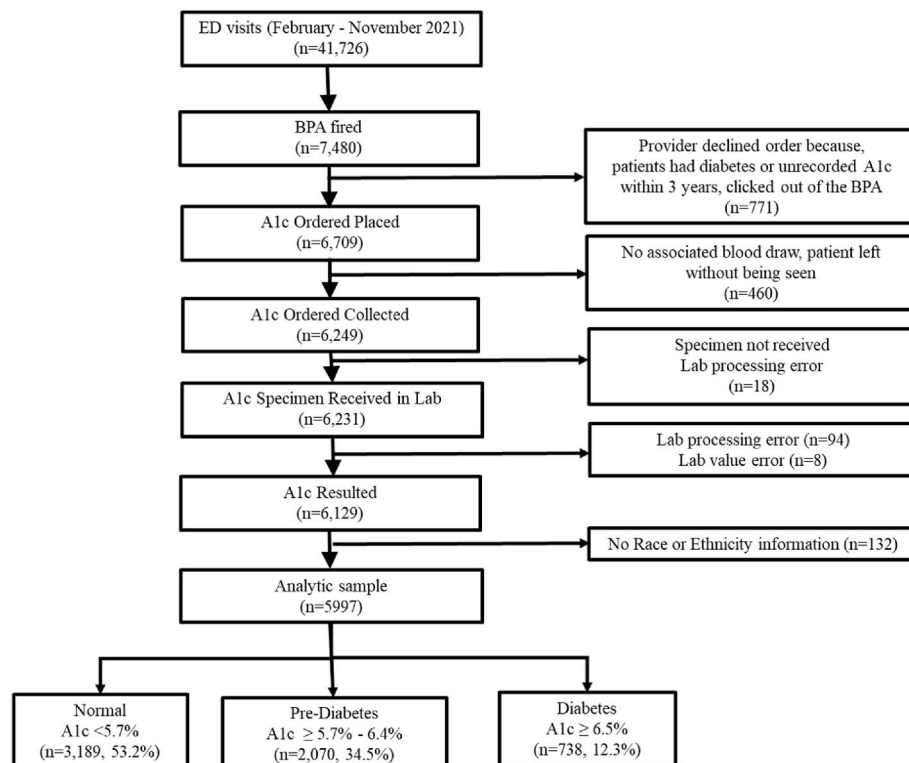 ED visits (February - November 2021)
(n=41,726)
BPA fired
(n=7,480)
Provider declined order because,
patients had diabetes or unrecorded A1c
within 3 years, clicked out of the BPA
(n=771)
A1c Ordered Placed
(n=6,709)
No associated blood draw, patient left
without being seen
(n=460)
A1c Ordered Collected
(n=6,249)
Specimen not received
Lab processing error
(n=18)
A1c Specimen Received in Lab
(n=6,231)
Lab processing error (n=94)
Lab value error (n=8)
A1c Resulted
(n=6,129)
No Race or Ethnicity information (n=132)
Analytic sample
(n=5997)
Normal
A1c <5.7%
(n=3,189, 53.2%)
Pre-Diabetes
A1c ≥ 5.7% - 6.4%
(n=2,070, 34.5%)
Diabetes
A1c ≥ 6.5%
(n=738, 12.3%)